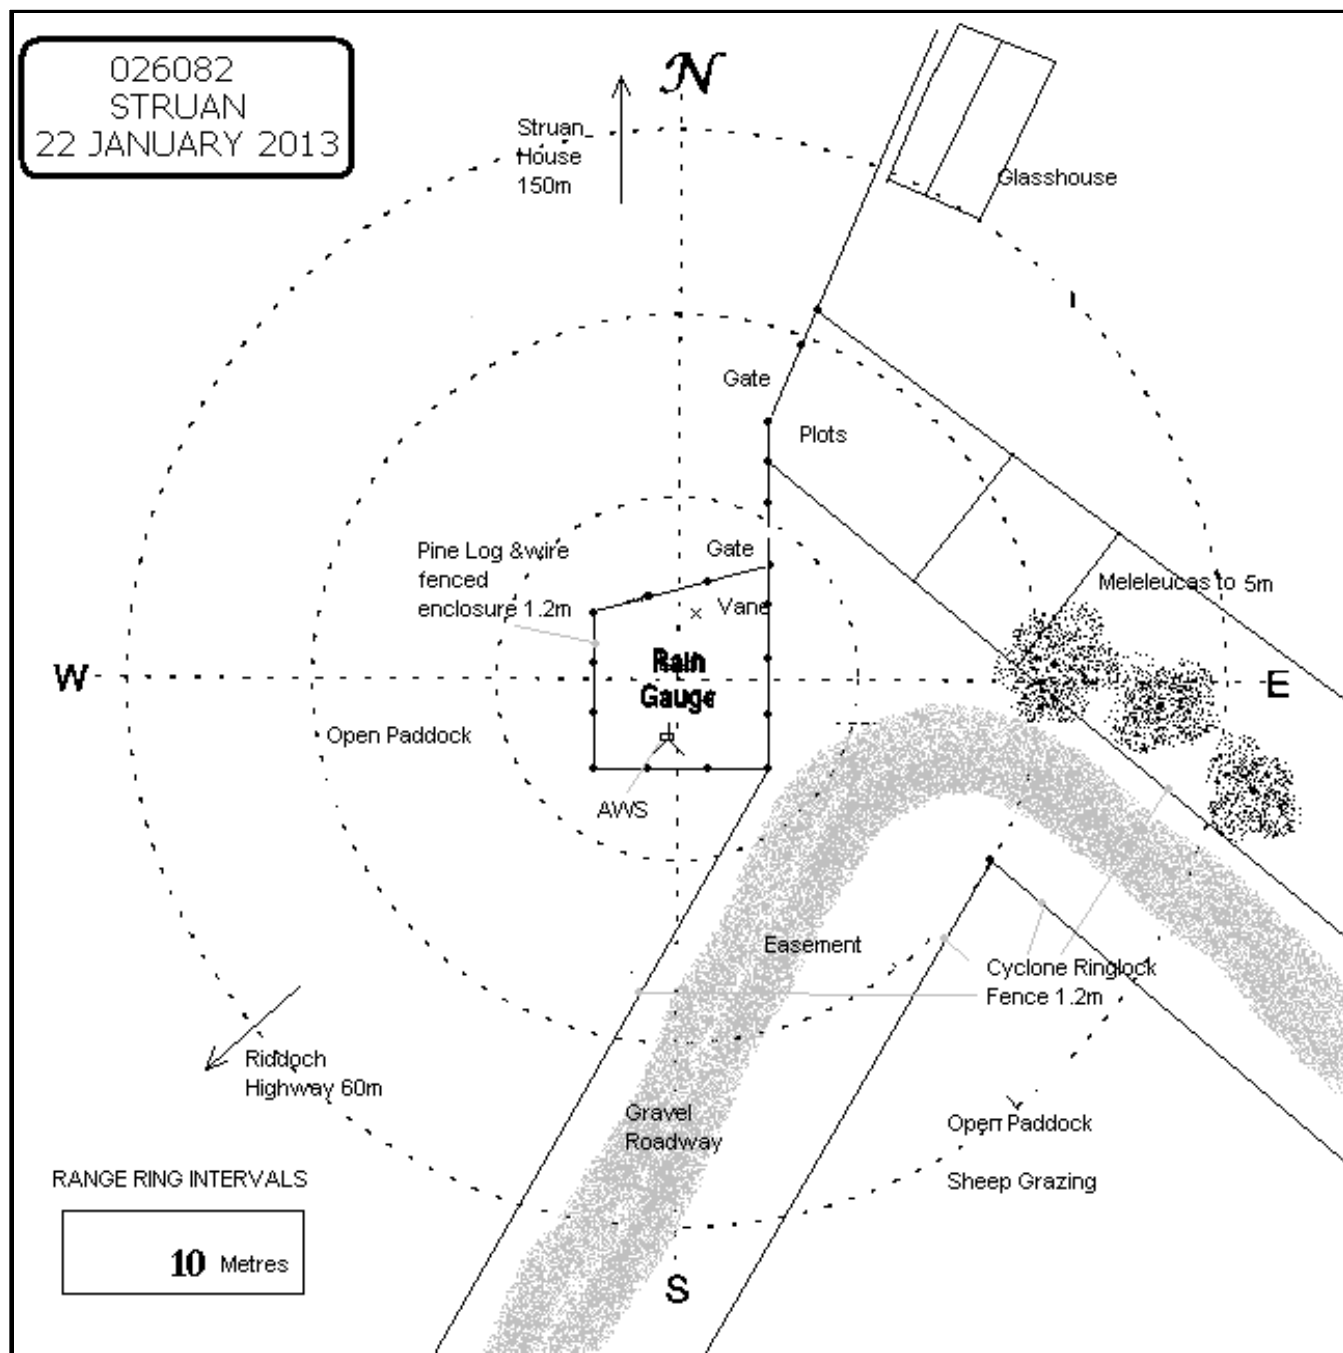 026082
STRUAN
22 JANUARY 2013
N
Struan
House
150m
Glasshouse
Gate
Plots
Pine Log &wire
fenced
enclosure 1.2m
Gate
Vane
Meleleucas to 5m
Rain
Gauge
W
E
Open Paddock
AWS
Easement
Cyclone Ringlock
Fence 1.2m
Riddoch
Highway 60m
Gravel
Roadway
Open Paddock
Sheep Grazing
RANGE RING INTERVALS
10 Metres
S